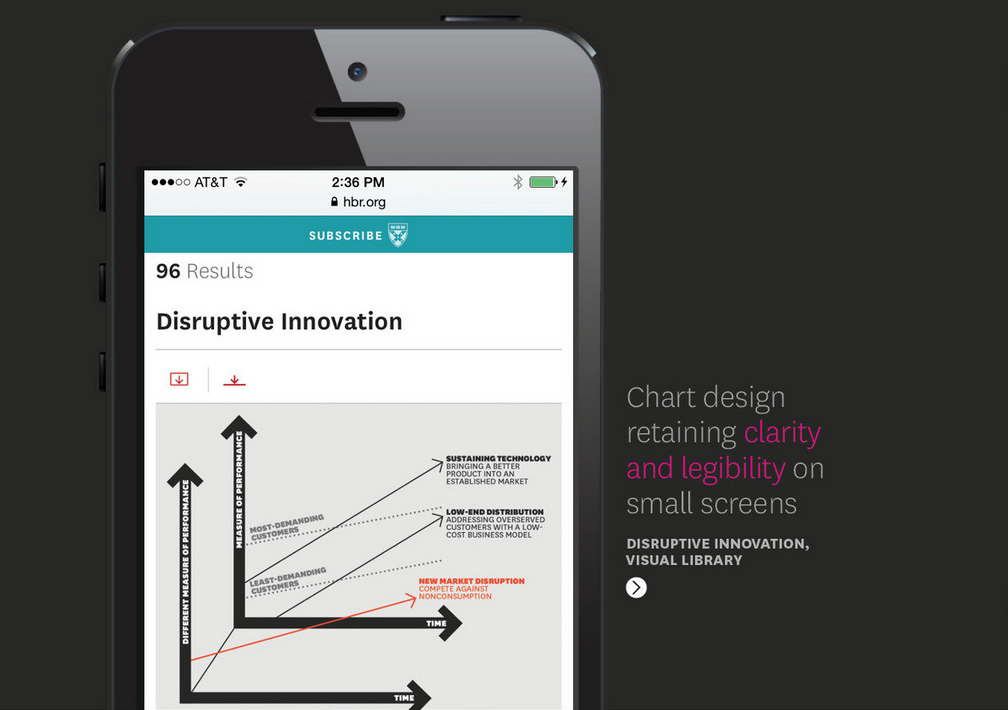 AT&T 2:36 PM
hbr.org
SUBSCRIBE
96 Results
Disruptive Innovation
MEASURE OF PERFORMANCE
DIFFERENT MEASURE OF PERFORMANCE
SUSTAINING TECHNOLOGY
BRINGING A BETTER
PRODUCT INTO AN
ESTABLISHED MARKET
MOST-DEMANDING
CUSTOMERS
LOW-END DISTRIBUTION
ADDRESSING OVERSERVED
CUSTOMERS WITH A LOW-
COST BUSINESS MODEL
LEAST-DEMANDING
CUSTOMERS
NEW MARKET DISRUPTION
COMPETE AGAINST
NONCONSUMPTION
TIME
TIME
Chart design
retaining clarity
and legibility on
small screens
DISRUPTIVE INNOVATION,
VISUAL LIBRARY